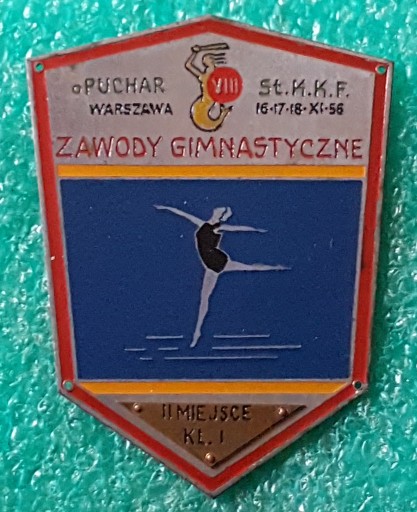 VIII
o PUCHAR St.K.K.F.
WARSZAWA 16-17-18-XI-56
ZAWODY GIMNASTYCZNE
II MIEJSCE
KL. I